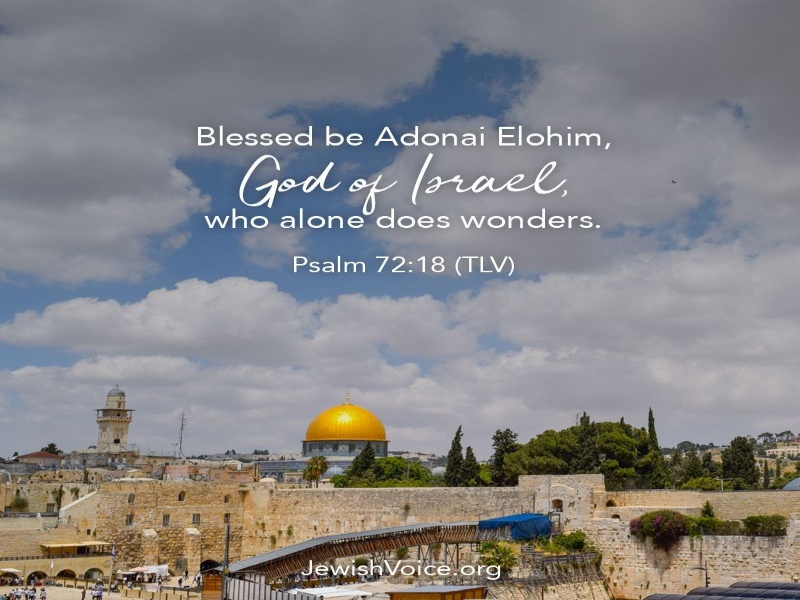 Blessed be Adonai Elohim,
God of Israel,
who alone does wonders.
Psalm 72:18 (TLV)
JewishVoice.org